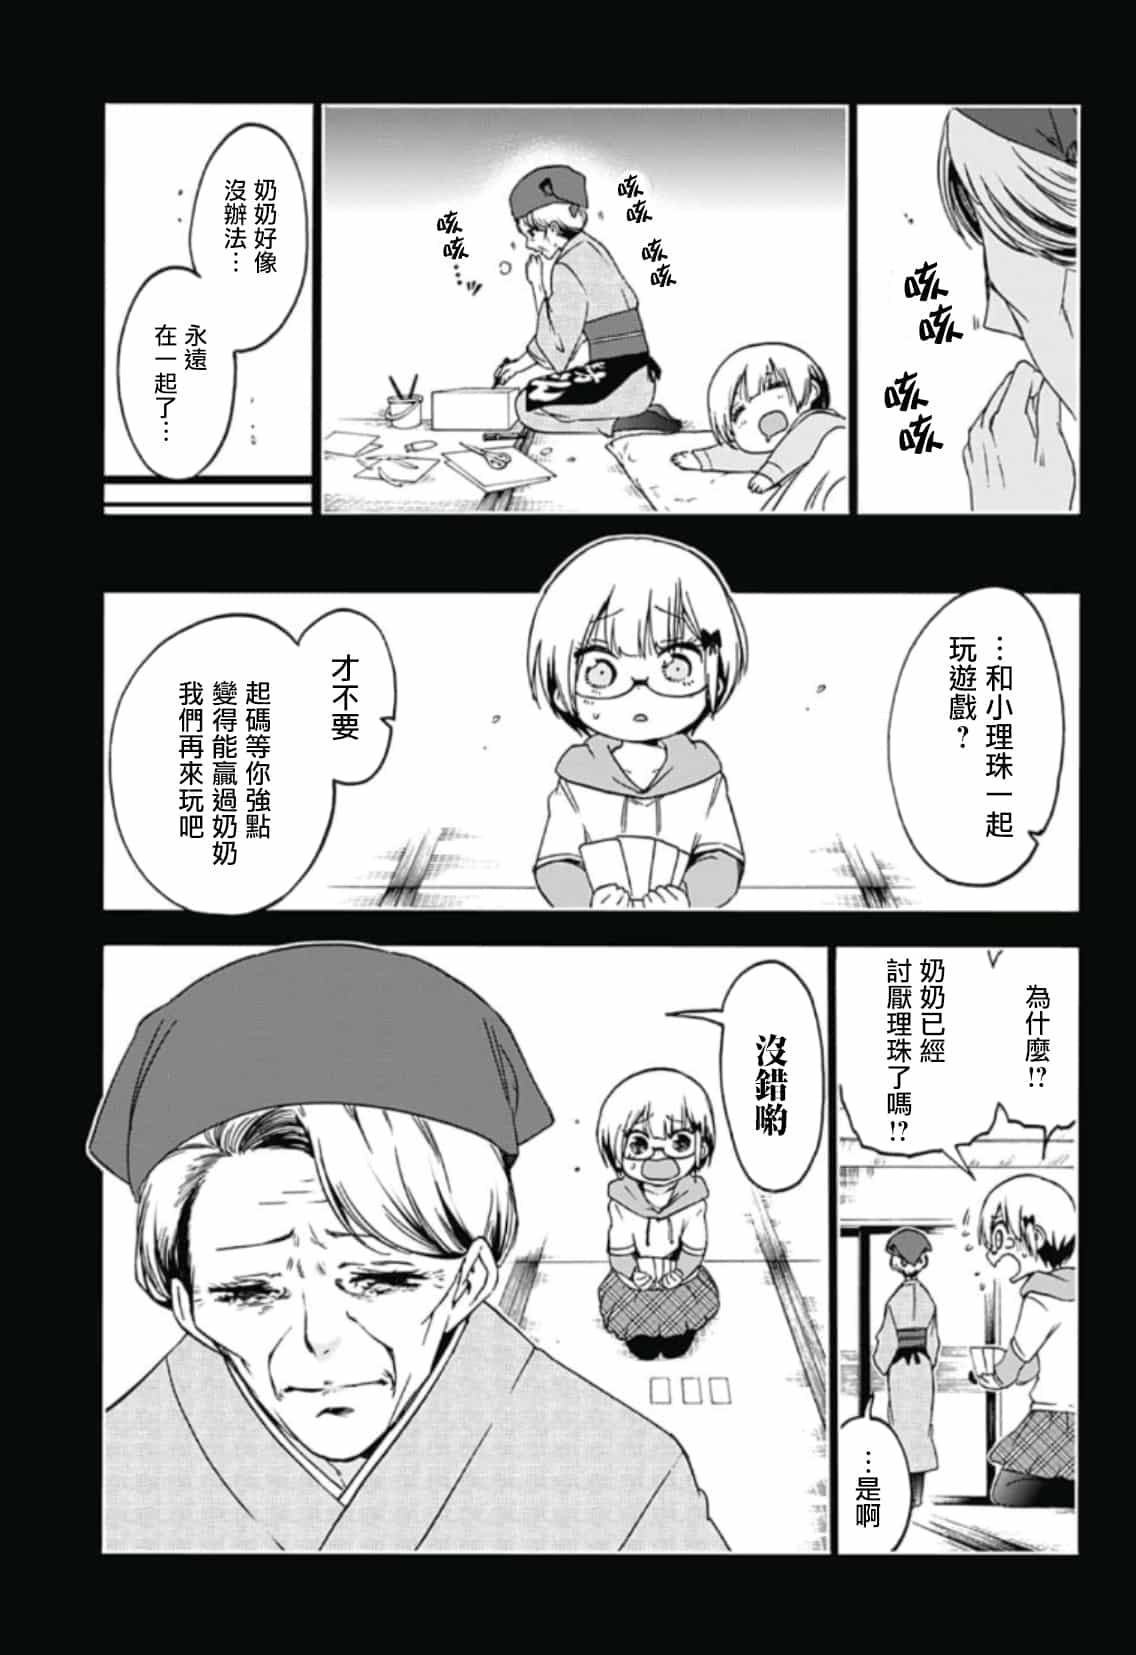 咳
咳
咳
咳
咳
咳
咳
咳
咳
咳…
奶奶好像
沒辦法…
永遠
在一起了…
…和小理珠一起
玩遊戲?
才不要
起碼等你強點
變得能贏過奶奶
我們再來玩吧
為什麼!?
奶奶已經
討厭理珠了嗎!?
…是啊
沒錯喲